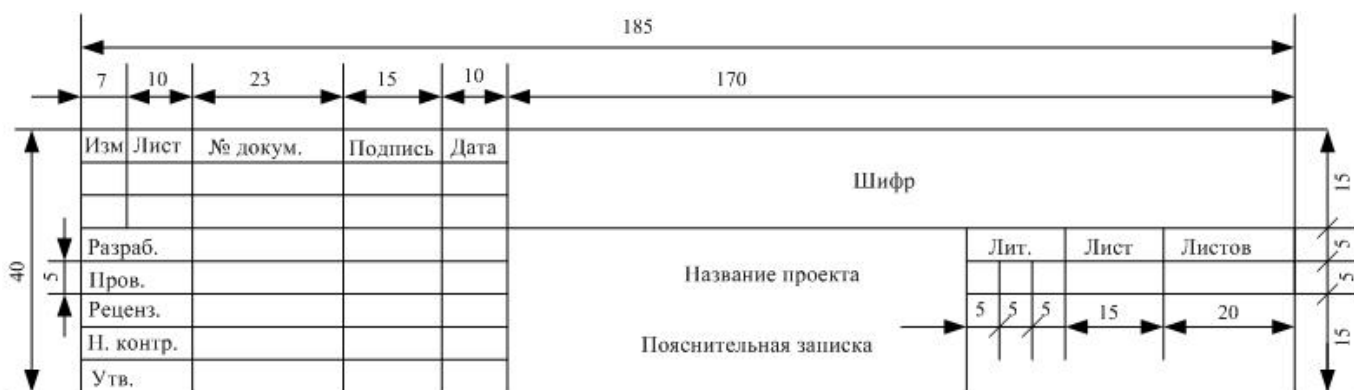 185
7 10 23 15 10 170
Изм Лист № докум. Подпись Дата
Шифр
15
40
Разраб.
Лит. Лист Листов
5
5
Пров.
Название проекта
5
Реценз.
5 5 5 15 20
Н. контр.
Пояснительная записка
15
Утв.